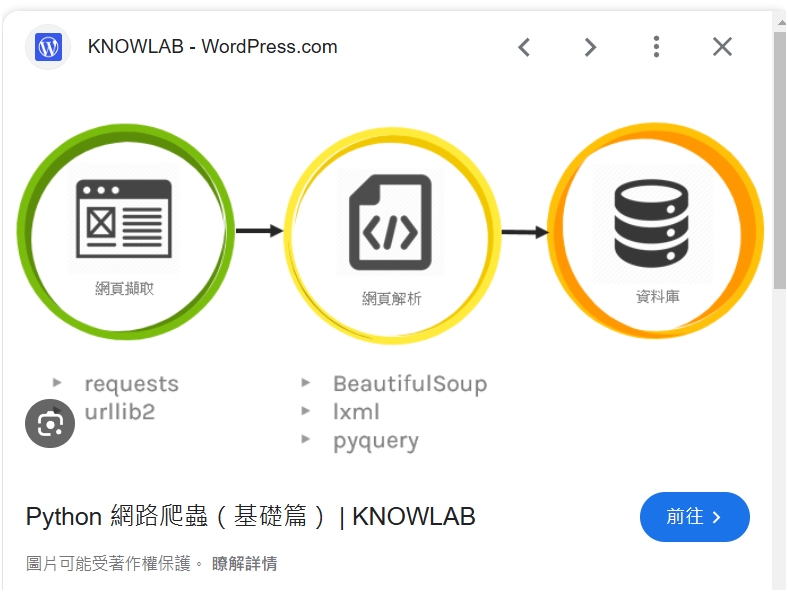 KNOWLAB - WordPress.com
網頁擷取
網頁解析
資料庫
requests
urllib2
BeautifulSoup
lxml
pyquery
Python 網路爬蟲（基礎篇）| KNOWLAB
前往
圖片可能受著作權保護。 瞭解詳情